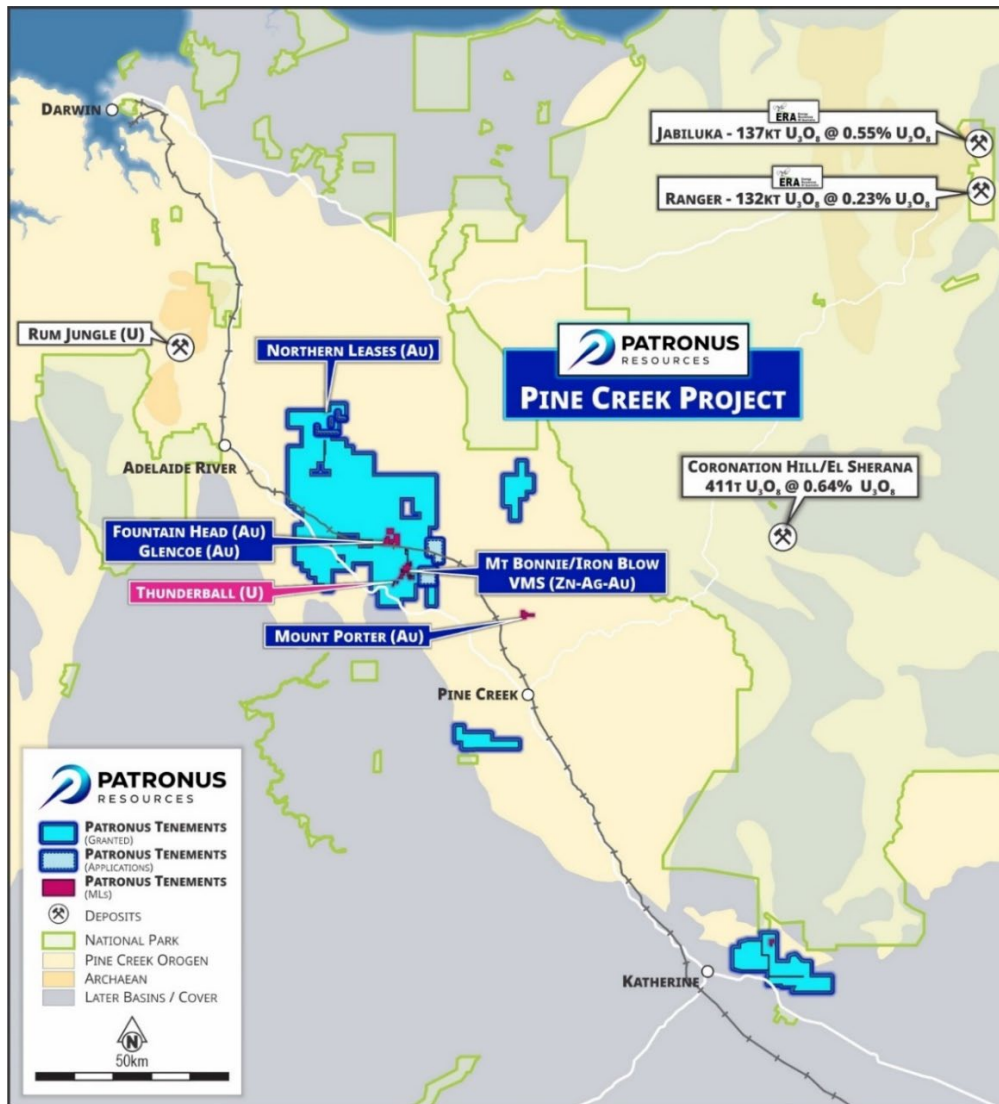 DARWIN
ERA
JABILUKA - 137KT U3O8 @ 0.55% U3O8
ERA
RANGER - 132KT U3O8 @ 0.23% U3O8
RUM JUNGLE (U)
NORTHERN LEASES (AU)
PATRONUS
RESOURCES
PINE CREEK PROJECT
ADELAIDE RIVER
CORONATION HILL/EL SHERANA
411T U3O8 @ 0.64% U3O8
FOUNTAIN HEAD (AU)
GLENCOE (AU)
MT BONNIE/IRON BLOW
VMS (ZN-AG-AU)
THUNDERBALL (U)
MOUNT PORTER (AU)
PINE CREEK
PATRONUS
RESOURCES
PATRONUS TENEMENTS
(GRANTED)
PATRONUS TENEMENTS
(APPLICATIONS)
PATRONUS TENEMENTS
(MLS)
DEPOSITS
NATIONAL PARK
PINE CREEK OROGEN
ARCHAEAN
LATER BASINS / COVER
N
50km
KATHERINE